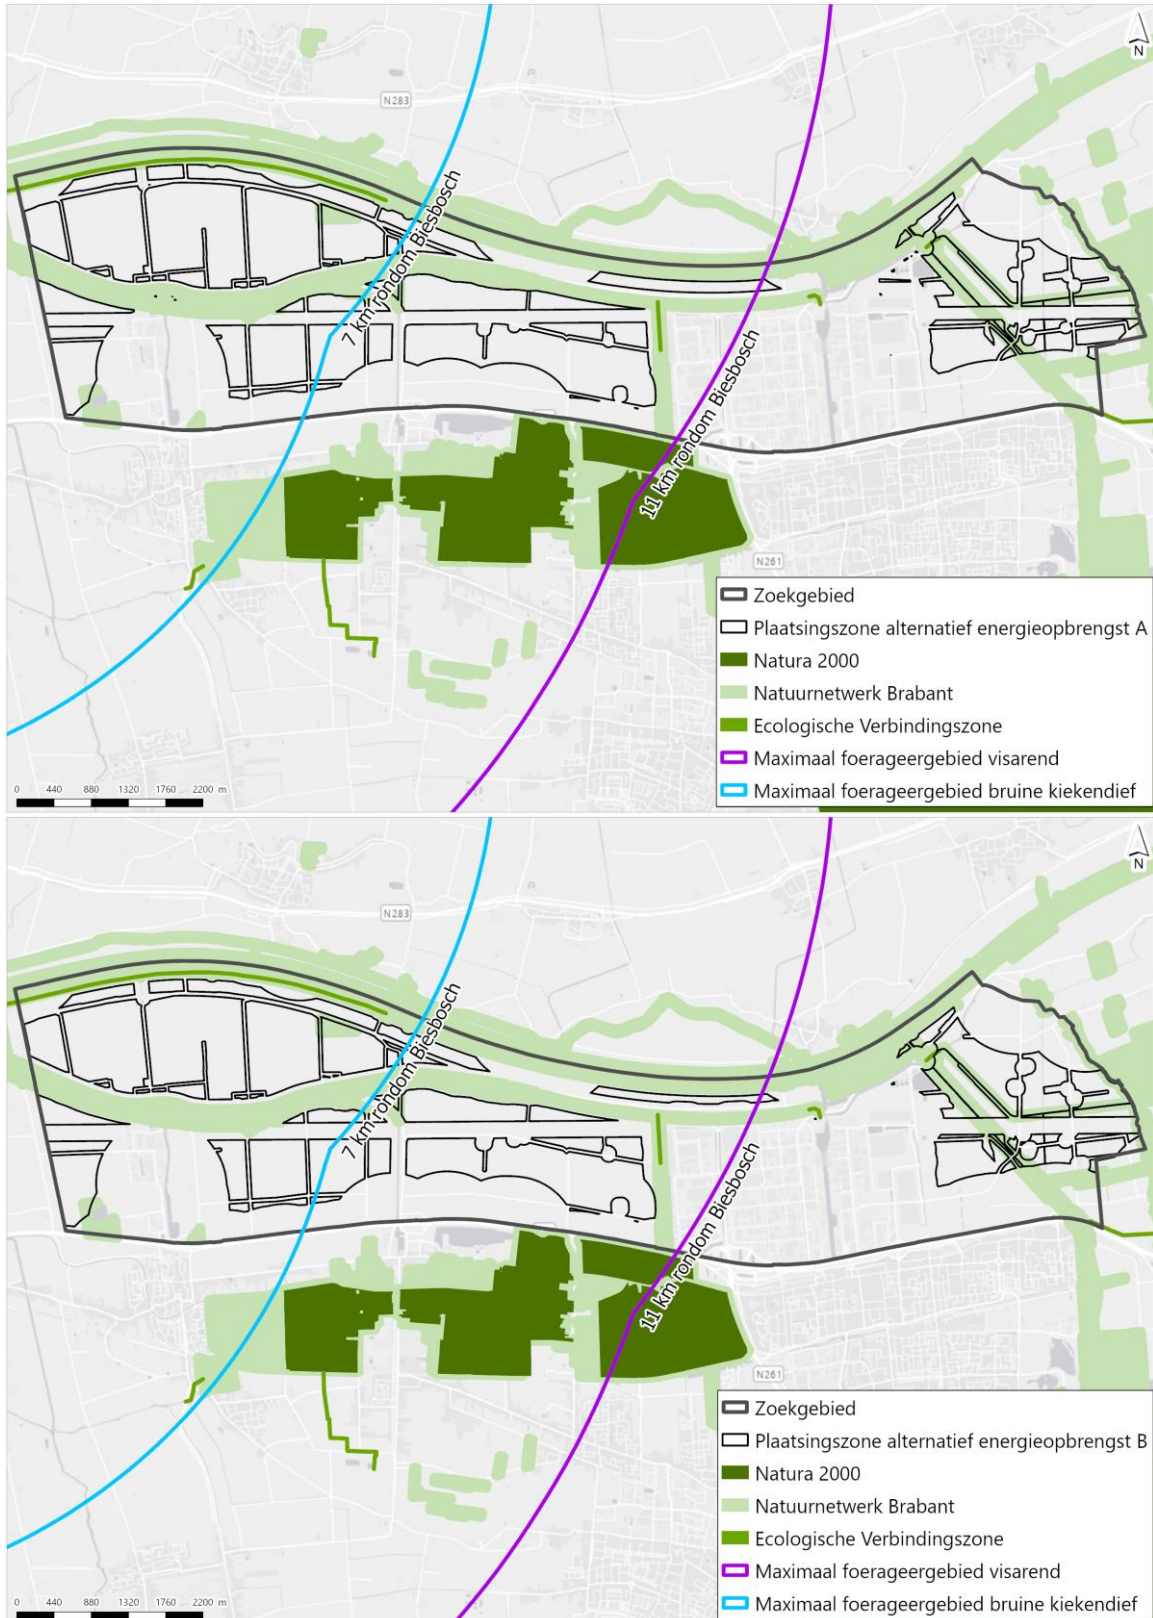 N
N283
7 km rondom Biesbosch
11 km rondom Biesbosch
N261
Zoekgebied
Plaatsingszone alternatief energieopbrengst A
Natura 2000
Natuurnetwerk Brabant
Ecologische Verbindingszone
Maximaal foerageergebied visarend
Maximaal foerageergebied bruine kiekendief
0 440 880 1320 1760 2200 m
N
N283
7 km rondom Biesbosch
11 km rondom Biesbosch
N261
Zoekgebied
Plaatsingszone alternatief energieopbrengst B
Natura 2000
Natuurnetwerk Brabant
Ecologische Verbindingszone
Maximaal foerageergebied visarend
Maximaal foerageergebied bruine kiekendief
0 440 880 1320 1760 2200 m